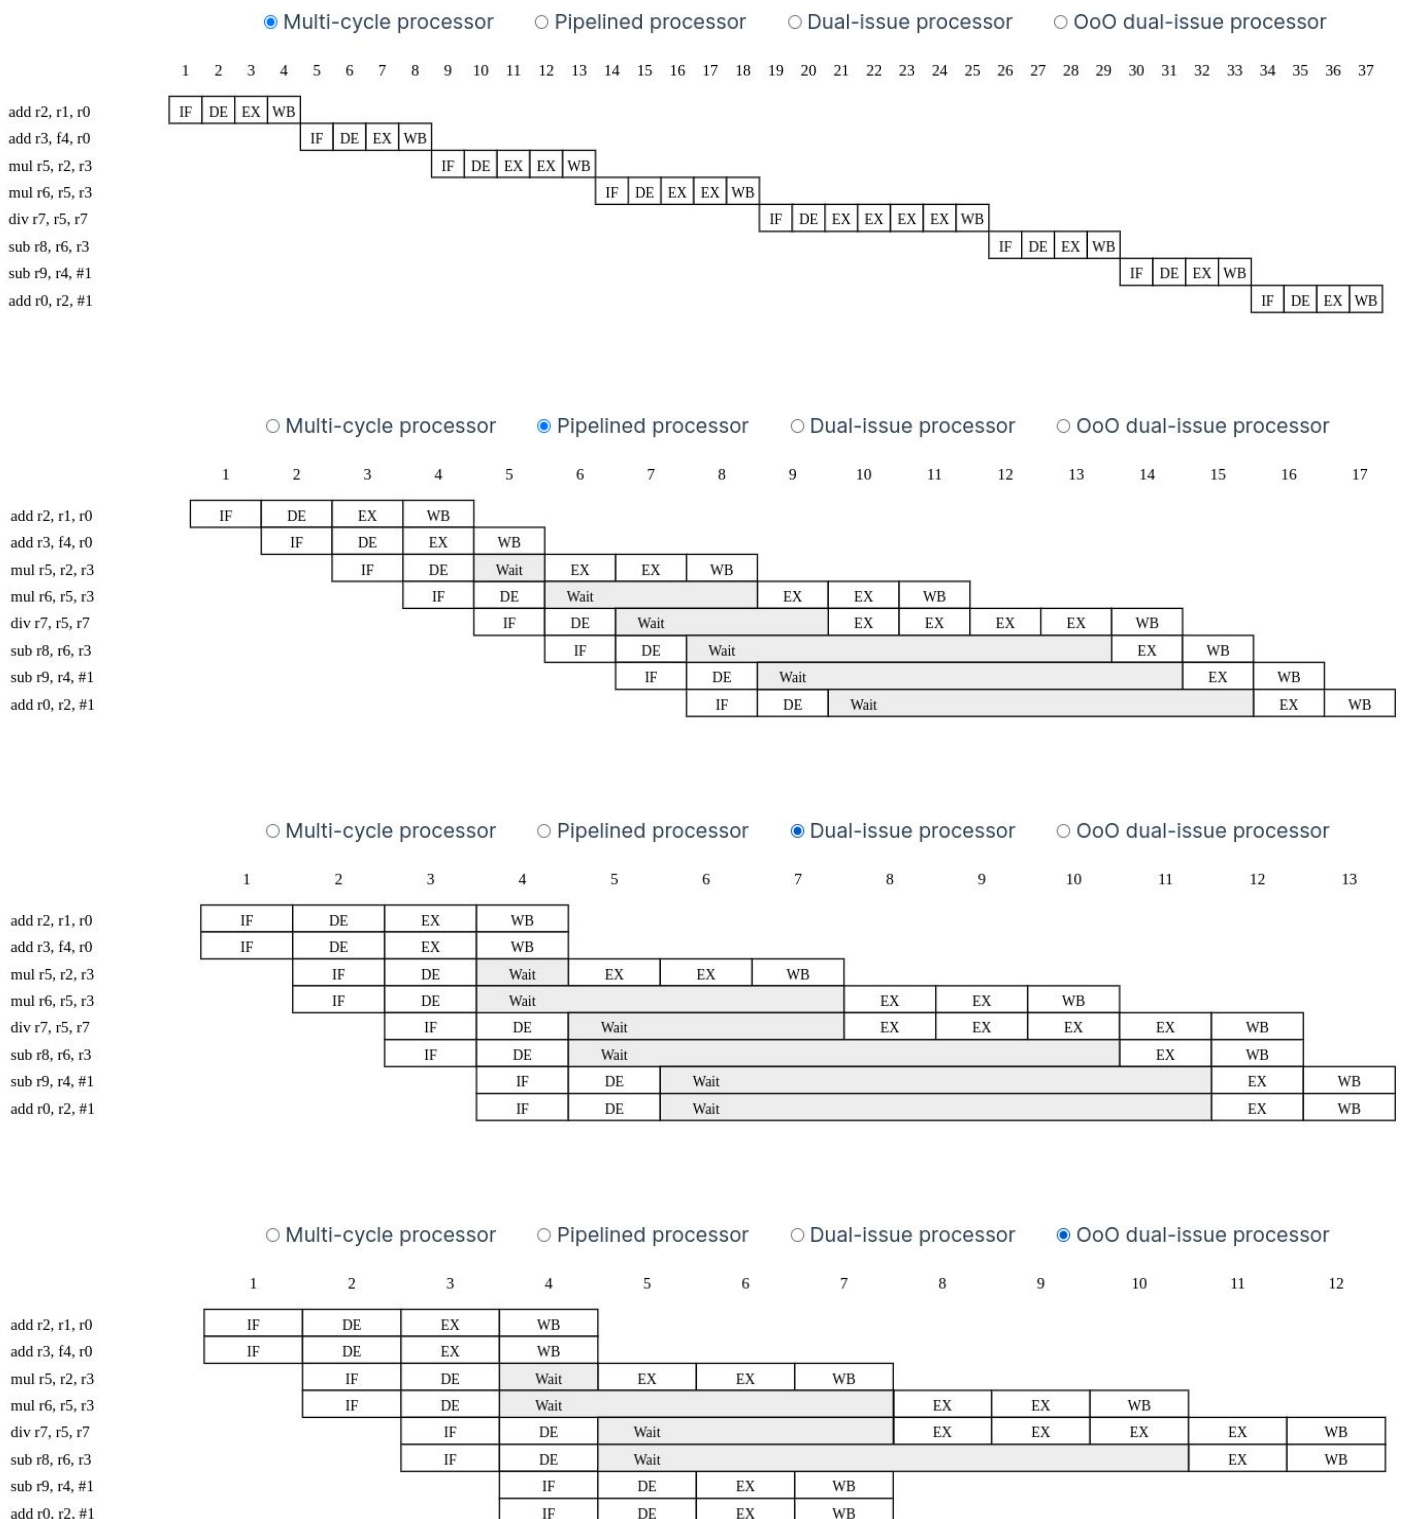 Multi-cycle processor Pipelined processor Dual-issue processor OoO dual-issue processor
1 2 3 4 5 6 7 8 9 10 11 12 13 14 15 16 17 18 19 20 21 22 23 24 25 26 27 28 29 30 31 32 33 34 35 36 37
add r2, r1, r0 IF DE EX WB
add r3, f4, r0 IF DE EX WB
mul r5, r2, r3 IF DE EX EX WB
mul r6, r5, r3 IF DE EX EX WB
div r7, r5, r7 IF DE EX EX EX EX WB
sub r8, r6, r3 IF DE EX WB
sub r9, r4, #1 IF DE EX WB
add r0, r2, #1 IF DE EX WB
Multi-cycle processor Pipelined processor Dual-issue processor OoO dual-issue processor
1 2 3 4 5 6 7 8 9 10 11 12 13 14 15 16 17
add r2, r1, r0 IF DE EX WB
add r3, f4, r0 IF DE EX WB
mul r5, r2, r3 IF DE Wait EX EX WB
mul r6, r5, r3 IF DE Wait EX EX WB
div r7, r5, r7 IF DE Wait EX EX EX EX WB
sub r8, r6, r3 IF DE Wait EX WB
sub r9, r4, #1 IF DE Wait EX WB
add r0, r2, #1 IF DE Wait EX WB
Multi-cycle processor Pipelined processor Dual-issue processor OoO dual-issue processor
1 2 3 4 5 6 7 8 9 10 11 12 13
add r2, r1, r0 IF DE EX WB
add r3, f4, r0 IF DE EX WB
mul r5, r2, r3 IF DE Wait EX EX WB
mul r6, r5, r3 IF DE Wait EX EX WB
div r7, r5, r7 IF DE Wait EX EX EX EX WB
sub r8, r6, r3 IF DE Wait EX WB
sub r9, r4, #1 IF DE Wait EX WB
add r0, r2, #1 IF DE Wait EX WB
Multi-cycle processor Pipelined processor Dual-issue processor OoO dual-issue processor
1 2 3 4 5 6 7 8 9 10 11 12
add r2, r1, r0 IF DE EX WB
add r3, f4, r0 IF DE EX WB
mul r5, r2, r3 IF DE Wait EX EX WB
mul r6, r5, r3 IF DE Wait EX EX WB
div r7, r5, r7 IF DE Wait EX EX EX EX WB
sub r8, r6, r3 IF DE Wait EX WB
sub r9, r4, #1 IF DE EX WB
add r0, r2, #1 IF DE EX WB